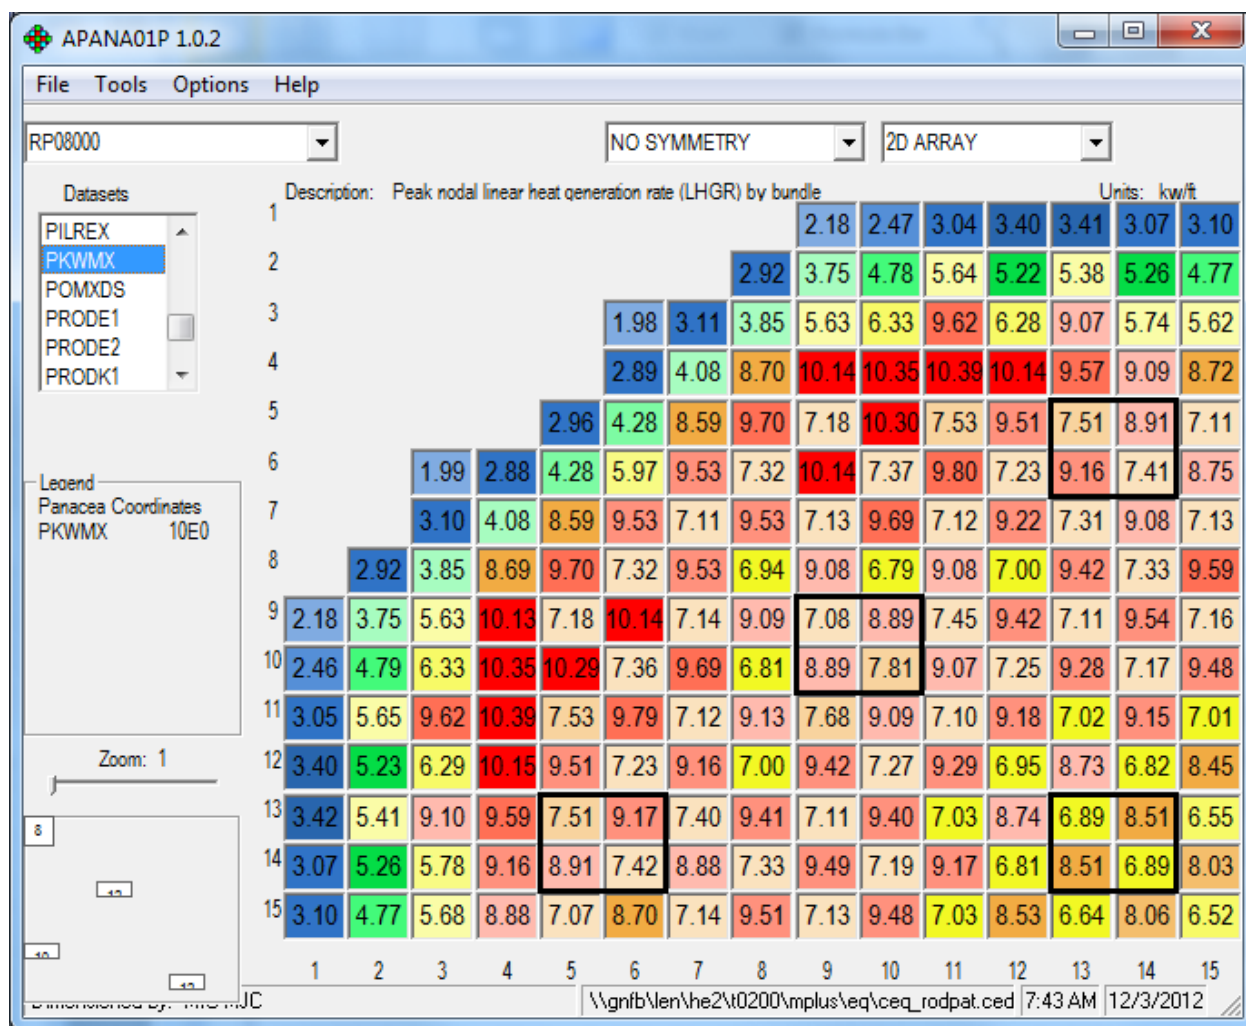 APANA01P 1.0.2
File Tools Options Help
RP08000 NO SYMMETRY 2D ARRAY
Datasets
PILREX
PKWMX
POMXDS
PRODE1
PRODE2
PRODK1
Legend
Panacea Coordinates
PKWMX 10E0
Zoom: 1
8
12
10
12
Description: Peak nodal linear heat generation rate (LHGR) by bundle Units: kw/ft
1 2.18 2.47 3.04 3.40 3.41 3.07 3.10
2 2.92 3.75 4.78 5.64 5.22 5.38 5.26 4.77
3 1.98 3.11 3.85 5.63 6.33 9.62 6.28 9.07 5.74 5.62
4 2.89 4.08 8.70 10.14 10.35 10.39 10.14 9.57 9.09 8.72
5 2.96 4.28 8.59 9.70 7.18 10.30 7.53 9.51 7.51 8.91 7.11
6 1.99 2.88 4.28 5.97 9.53 7.32 10.14 7.37 9.80 7.23 9.16 7.41 8.75
7 3.10 4.08 8.59 9.53 7.11 9.53 7.13 9.69 7.12 9.22 7.31 9.08 7.13
8 2.92 3.85 8.69 9.70 7.32 9.53 6.94 9.08 6.79 9.08 7.00 9.42 7.33 9.59
9 2.18 3.75 5.63 10.13 7.18 10.14 7.14 9.09 7.08 8.89 7.45 9.42 7.11 9.54 7.16
10 2.46 4.79 6.33 10.35 10.29 7.36 9.69 6.81 8.89 7.81 9.07 7.25 9.28 7.17 9.48
11 3.05 5.65 9.62 10.39 7.53 9.79 7.12 9.13 7.68 9.09 7.10 9.18 7.02 9.15 7.01
12 3.40 5.23 6.29 10.15 9.51 7.23 9.16 7.00 9.42 7.27 9.29 6.95 8.73 6.82 8.45
13 3.42 5.41 9.10 9.59 7.51 9.17 7.40 9.41 7.11 9.40 7.03 8.74 6.89 8.51 6.55
14 3.07 5.26 5.78 9.16 8.91 7.42 8.88 7.33 9.49 7.19 9.17 6.81 8.51 6.89 8.03
15 3.10 4.77 5.68 8.88 7.07 8.70 7.14 9.51 7.13 9.48 7.03 8.53 6.64 8.06 6.52
1 2 3 4 5 6 7 8 9 10 11 12 13 14 15
\\gnfb\len\he2\t0200\mplus\eq\ceq_rodpat.ced 7:43 AM 12/3/2012